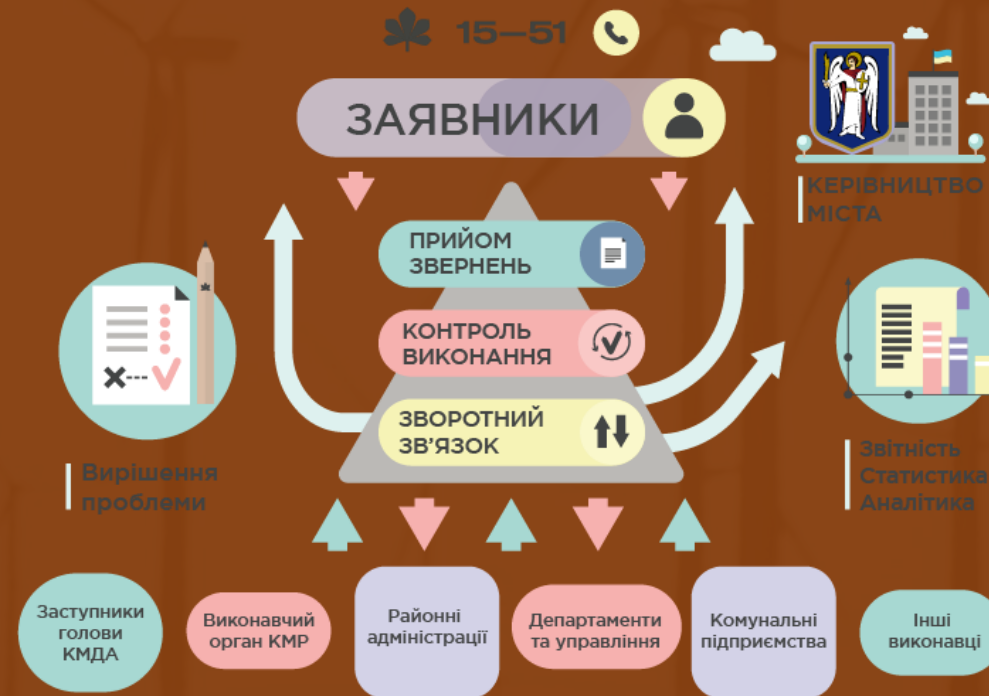 15—51
ЗАЯВНИКИ
КЕРІВНИЦТВО
МІСТА
ПРИЙОМ
ЗВЕРНЕНЬ
КОНТРОЛЬ
ВИКОНАННЯ
ЗВОРОТНИЙ
ЗВ'ЯЗОК
Вирішення
проблеми
Звітність
Статистика
Аналітика
Заступники
голови
КМДА
Виконавчий
орган КМР
Районні
адміністрації
Департаменти
та управління
Комунальні
підприємства
Інші
виконавці